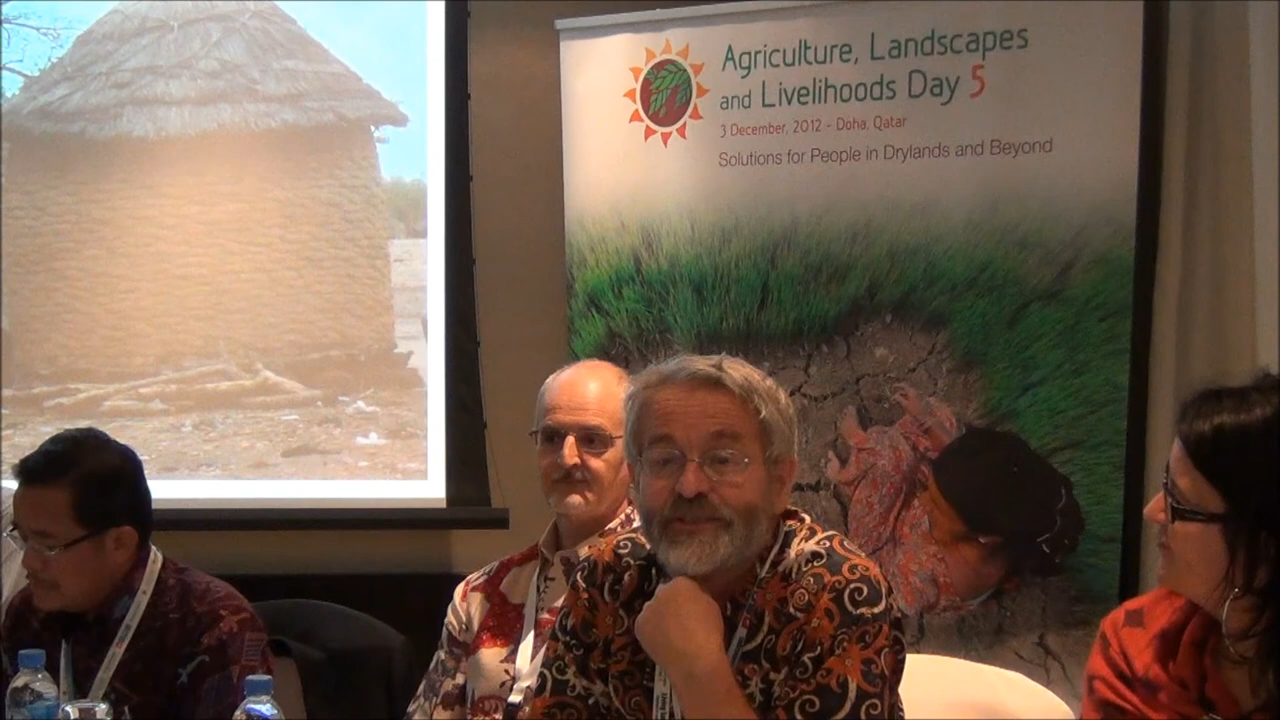 Agriculture, Landscapes
and Livelihoods Day 5
3 December, 2012 - Doha, Qatar
Solutions for People in Drylands and Beyond